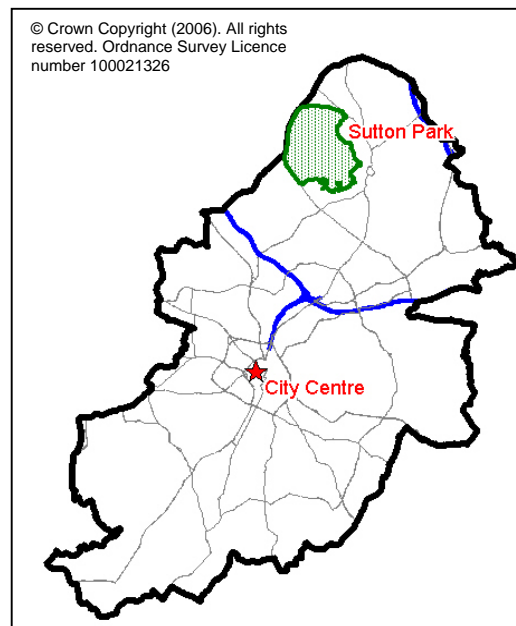 © Crown Copyright (2006). All rights
reserved. Ordnance Survey Licence
number 100021326
Sutton Park
City Centre